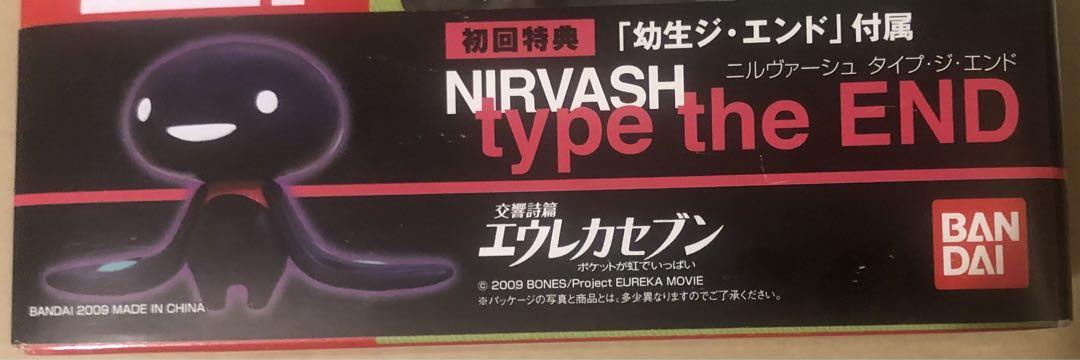 初回特典 「幼生ジ・エンド」付属
ニルヴァーシュ タイプ・ジ・エンド
NIRVASH
type the END
交響詩篇
エウレカセブン
ポケットが虹でいっぱい
© 2009 BONES/Project EUREKA MOVIE
※パッケージの写真と商品とは、多少異なりますのでご了承ください。
BANDAI 2009 MADE IN CHINA
BAN
DAI